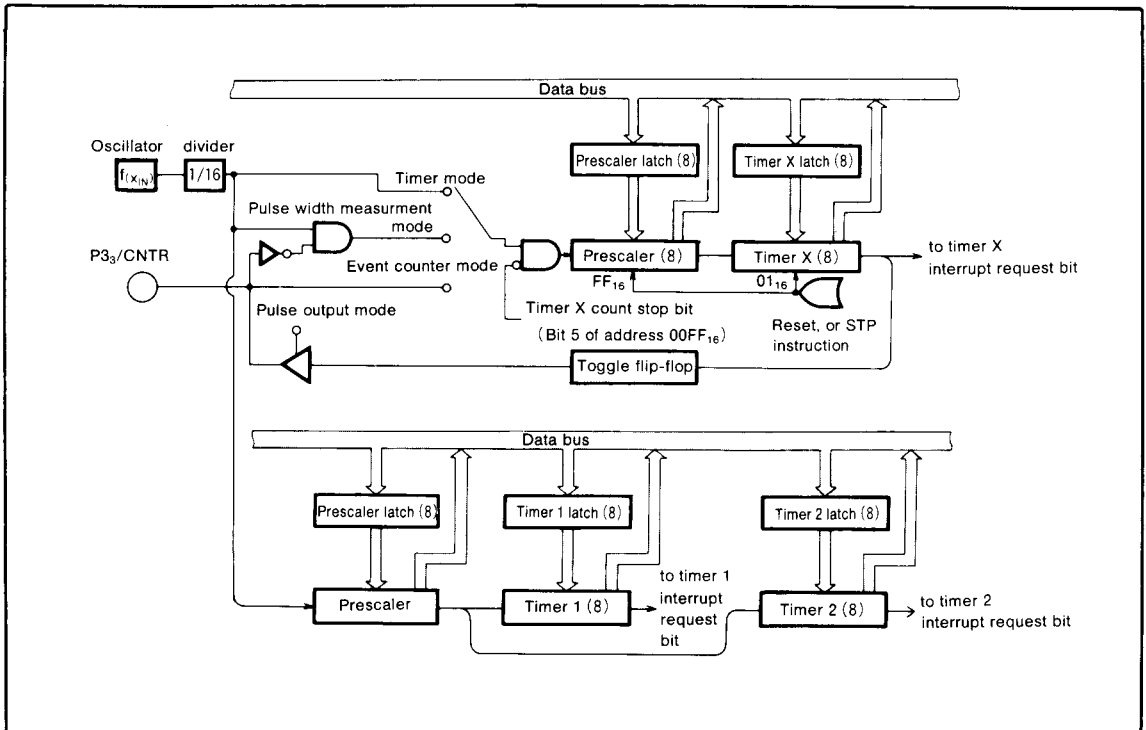 Data bus
Oscillator
divider
f(XIN)
1/16
Timer mode
Prescaler latch (8)
Timer X latch (8)
Pulse width measurment
mode
P3₃/CNTR
Event counter mode
Prescaler (8)
Timer X (8)
to timer X
interrupt request bit
FF₁₆
01₁₆
Timer X count stop bit
(Bit 5 of address 00FF₁₆)
Reset, or STP
instruction
Pulse output mode
Toggle flip-flop
Data bus
Prescaler latch (8)
Timer 1 latch (8)
Timer 2 latch (8)
Prescaler
Timer 1 (8)
to timer 1
interrupt
request
bit
Timer 2 (8)
to timer 2
interrupt request bit